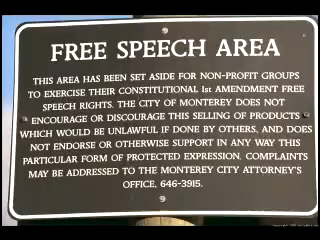 FREE SPEECH AREA
THIS AREA HAS BEEN SET ASIDE FOR NON-PROFIT GROUPS
TO EXERCISE THEIR CONSTITUTIONAL 1st AMENDMENT FREE
SPEECH RIGHTS. THE CITY OF MONTEREY DOES NOT
ENCOURAGE OR DISCOURAGE THIS SELLING OF PRODUCTS
WHICH WOULD BE UNLAWFUL IF DONE BY OTHERS, AND DOES
NOT ENDORSE OR OTHERWISE SUPPORT IN ANY WAY THIS
PARTICULAR FORM OF PROTECTED EXPRESSION. COMPLAINTS
MAY BE ADDRESSED TO THE MONTEREY CITY ATTORNEY'S
OFFICE, 646-3915.